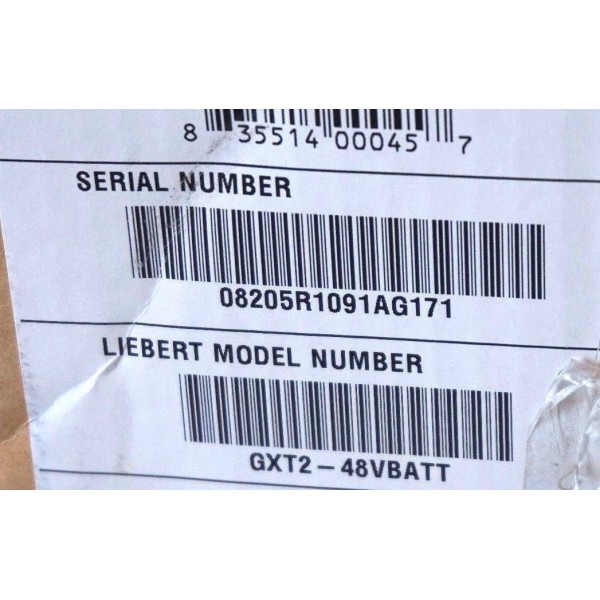 8 35514 00045 7
SERIAL NUMBER
08205R1091AG171
LIEBERT MODEL NUMBER
GXT2-48VBATT